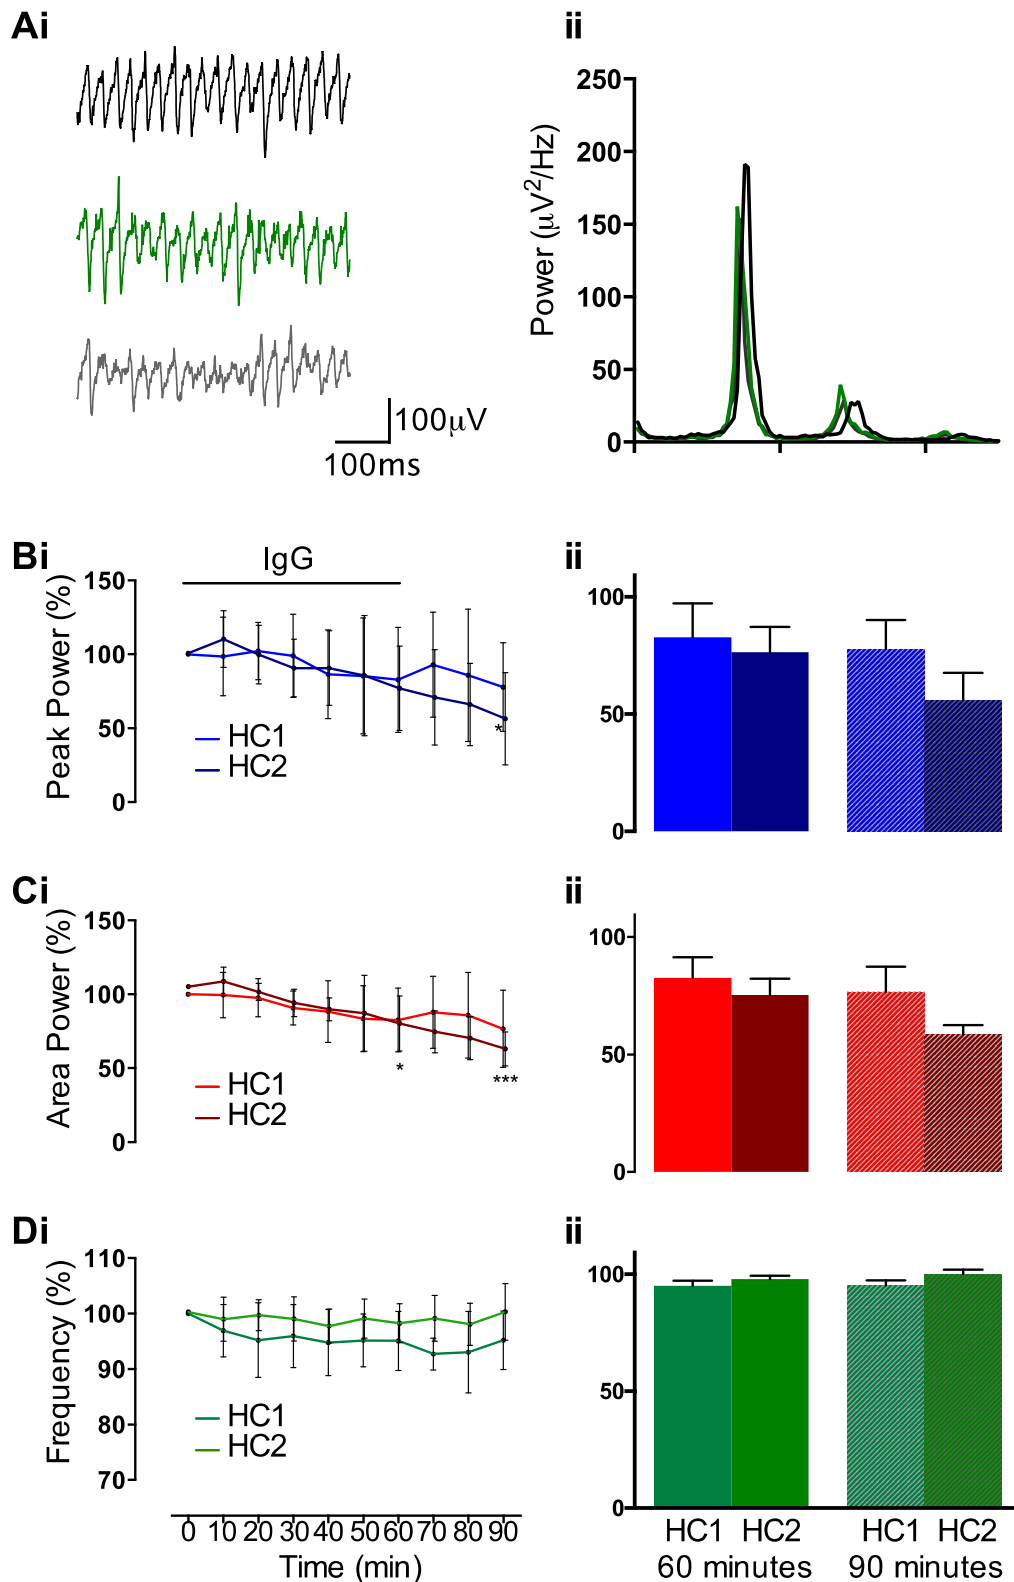 Ai
100μV
100ms
ii
Power (μV²/Hz)
250
200
150
100
50
0
Bi
IgG
Peak Power (%)
150
100
50
0
HC1
HC2
*
ii
100
50
0
Ci
Area Power (%)
150
100
50
0
HC1
HC2
*
***
ii
100
50
0
Di
Frequency (%)
110
100
90
80
70
HC1
HC2
0 10 20 30 40 50 60 70 80 90
Time (min)
ii
100
50
0
HC1 HC2 HC1 HC2
60 minutes 90 minutes